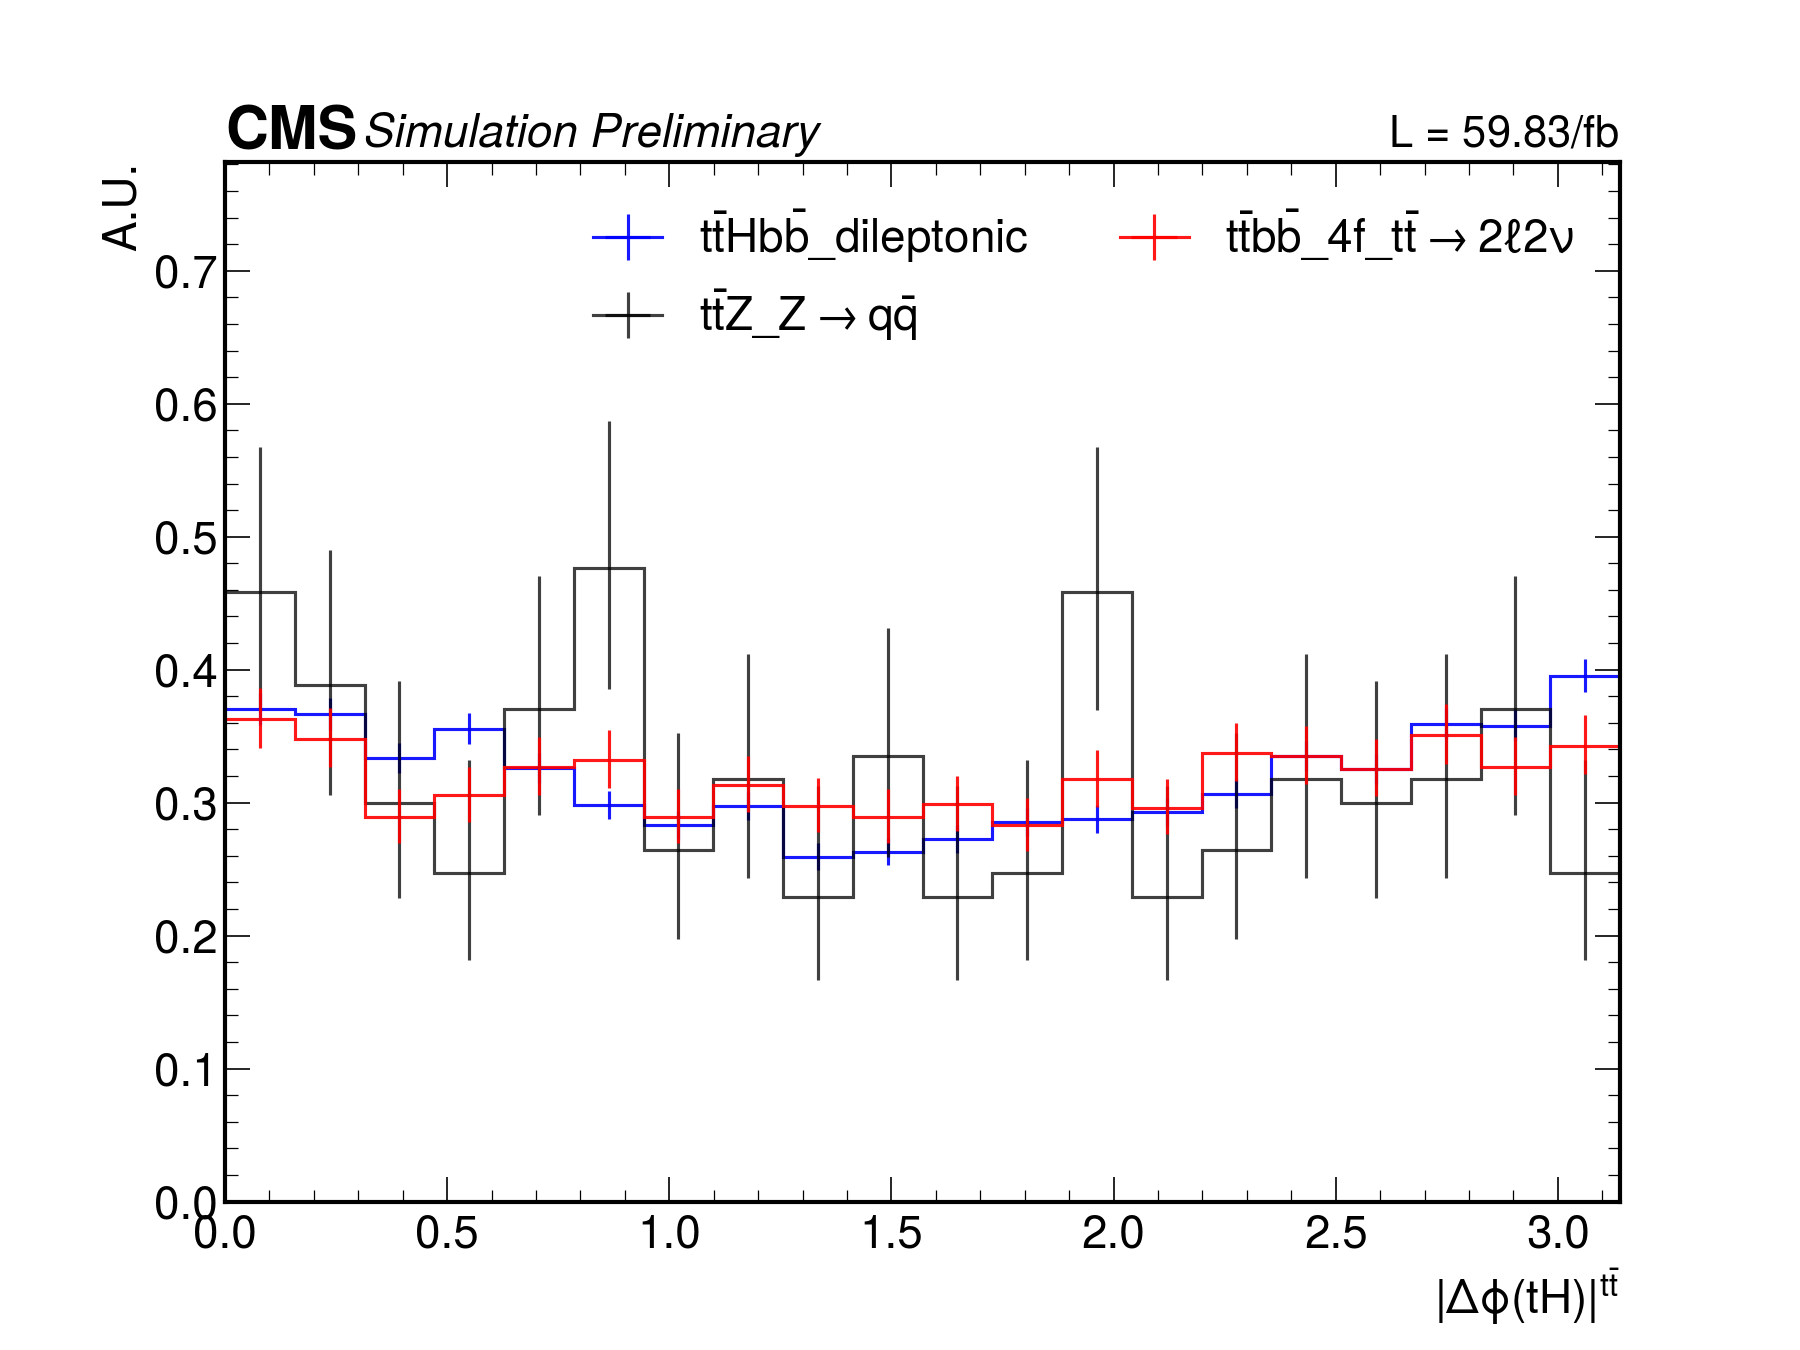 CMS Simulation Preliminary L = 59.83/fb
A.U.
tt̄Hbb̄_dileptonic tt̄bb̄_4f_tt̄ → 2ℓ2ν
tt̄Z_Z → qq̄
0.7
0.6
0.5
0.4
0.3
0.2
0.1
0.0
0.0 0.5 1.0 1.5 2.0 2.5 3.0
|Δϕ(tH)|^tt̄